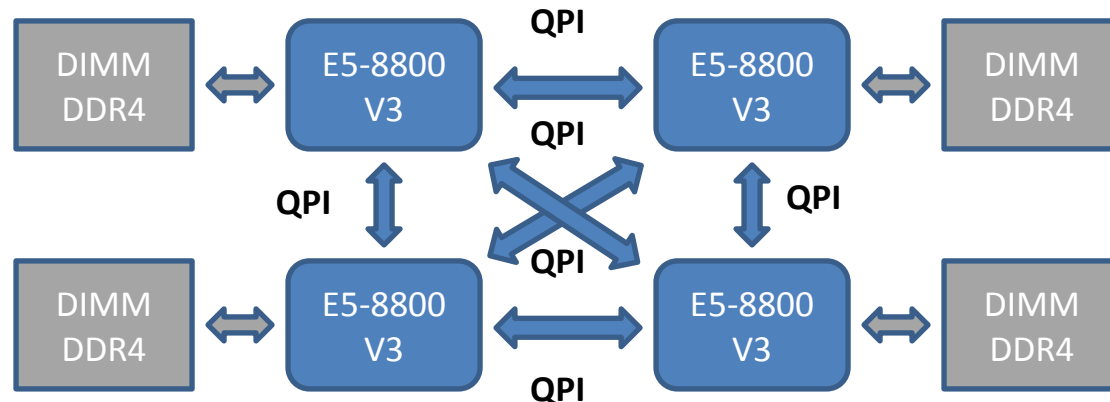 QPI
DIMM
DDR4
E5-8800
V3
E5-8800
V3
DIMM
DDR4
QPI
QPI
QPI
QPI
DIMM
DDR4
E5-8800
V3
E5-8800
V3
DIMM
DDR4
QPI